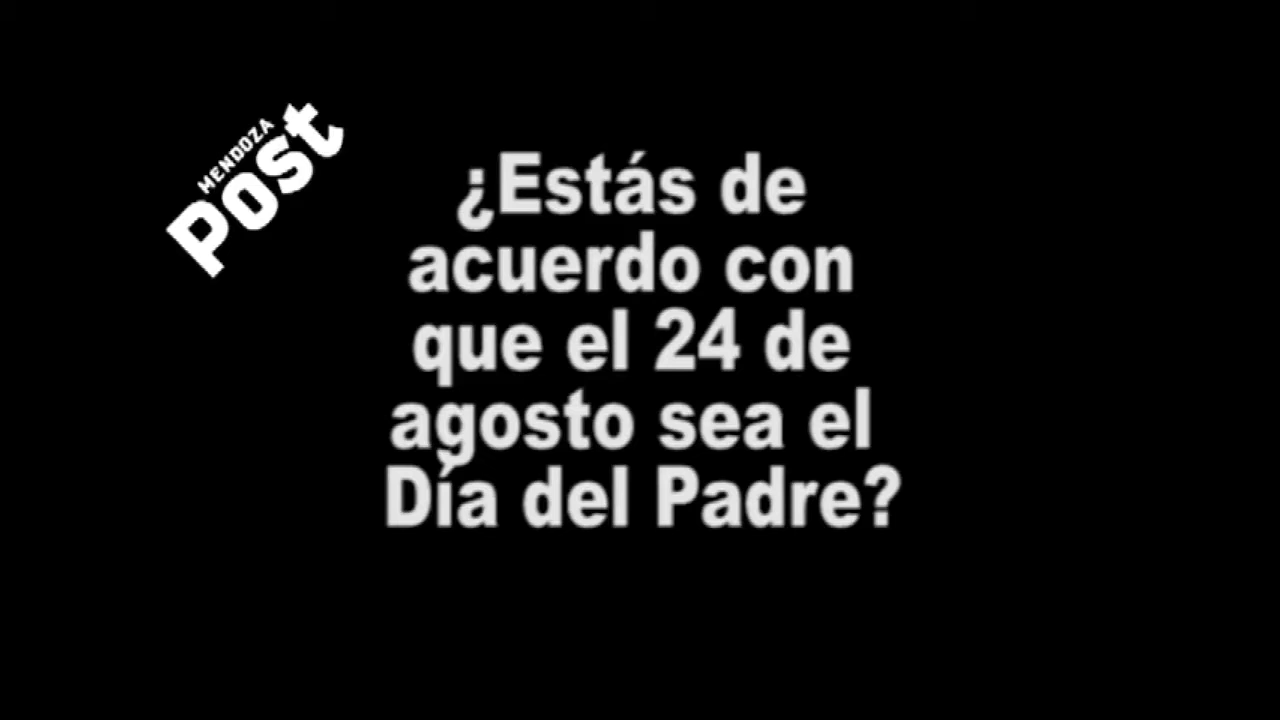 MENDOZA
Post
¿Estás de
acuerdo con
que el 24 de
agosto sea el
Día del Padre?